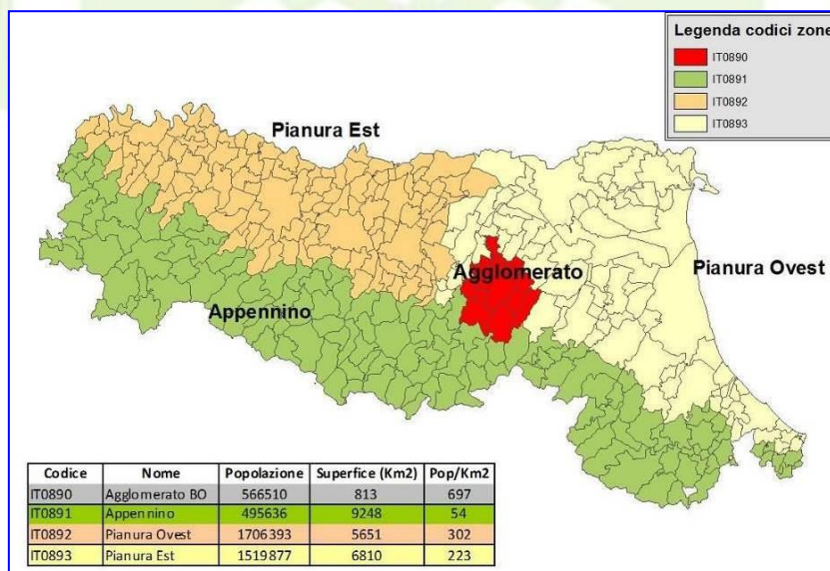 Legenda codici zone
IT0890
IT0891
IT0892
IT0893
Pianura Est
Agglomerato
Pianura Ovest
Appennino
Codice Nome Popolazione Superfice (Km2) Pop/Km2
IT0890 Agglomerato BO 566510 813 697
IT0891 Appennino 495636 9248 54
IT0892 Pianura Ovest 1706393 5651 302
IT0893 Pianura Est 1519877 6810 223